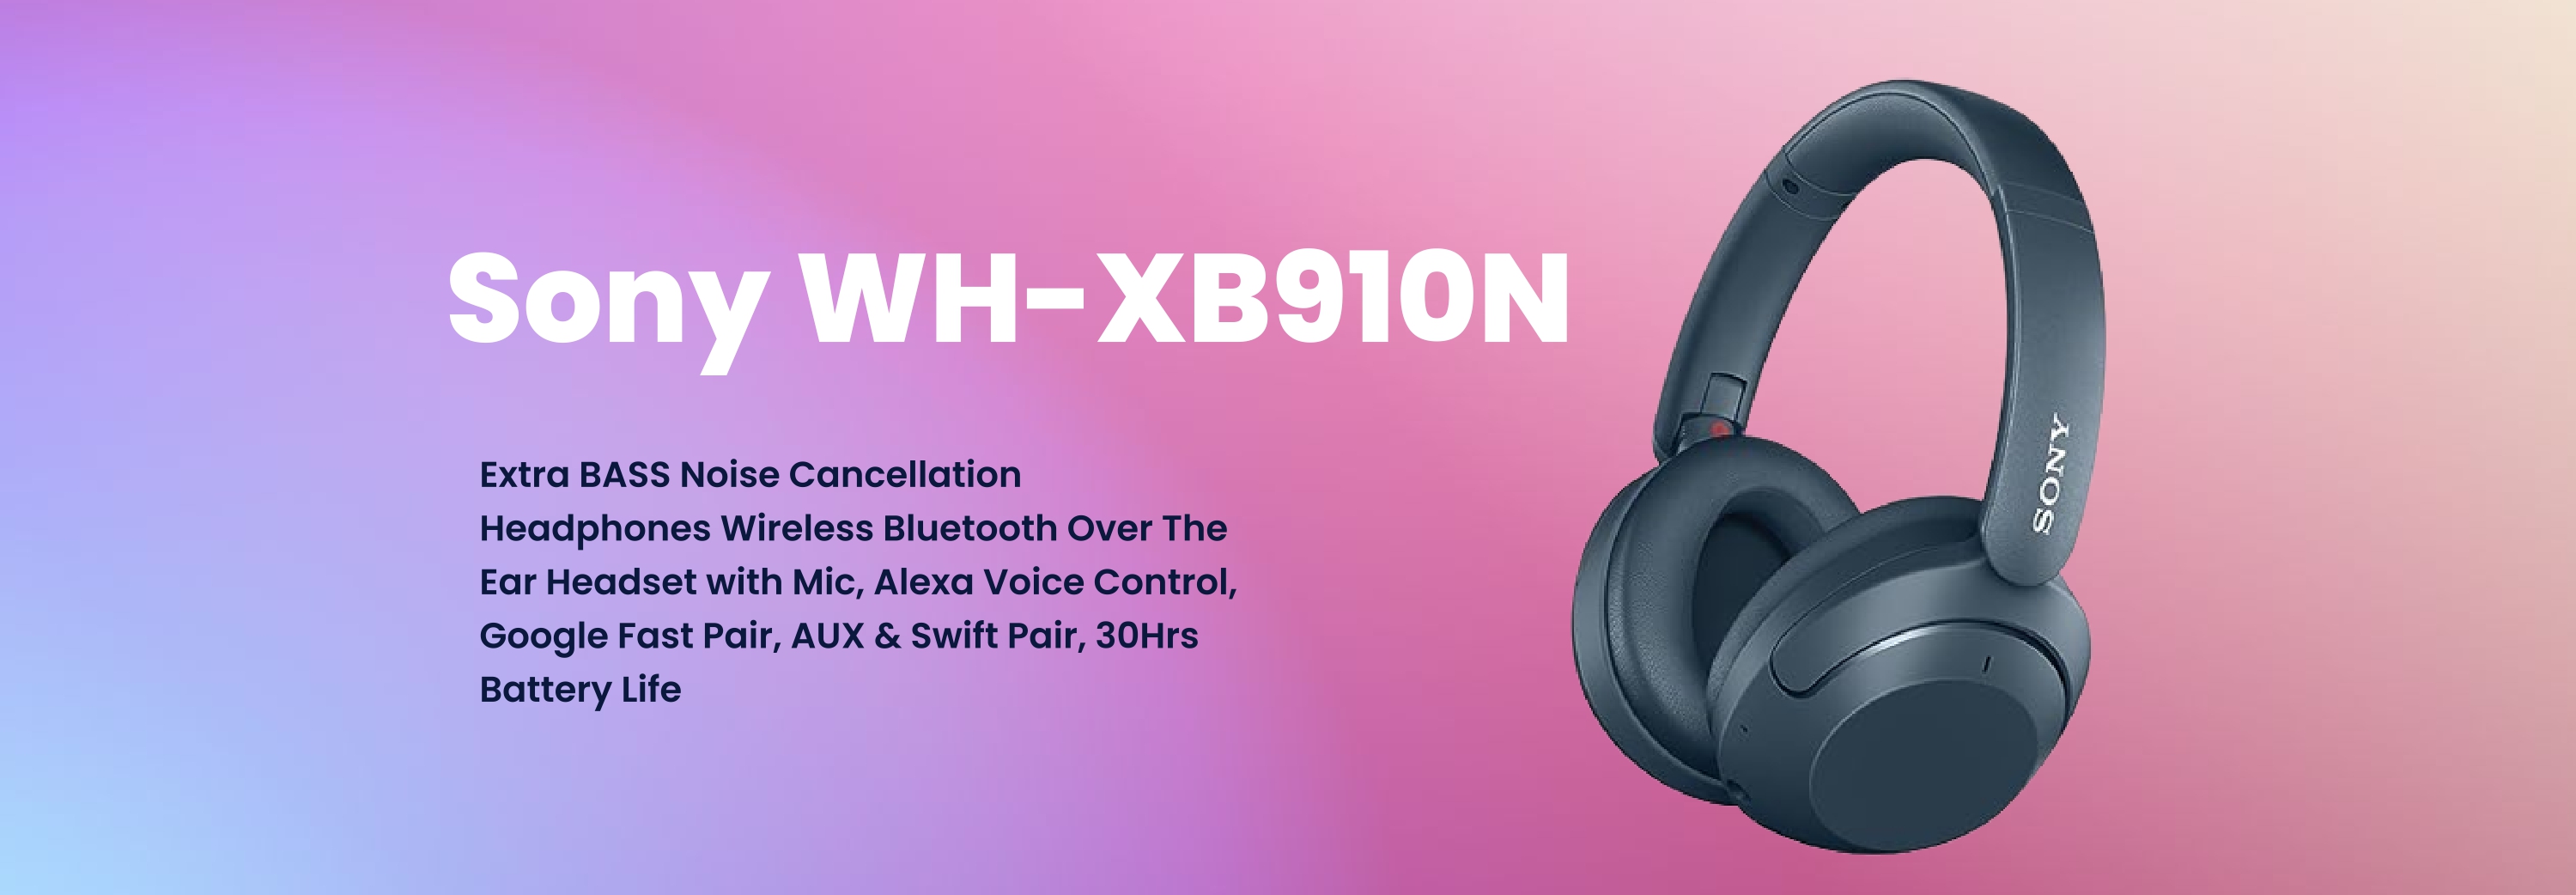 Sony WH-XB910N
Extra BASS Noise Cancellation
Headphones Wireless Bluetooth Over The
Ear Headset with Mic, Alexa Voice Control,
Google Fast Pair, AUX & Swift Pair, 30Hrs
Battery Life
SONY